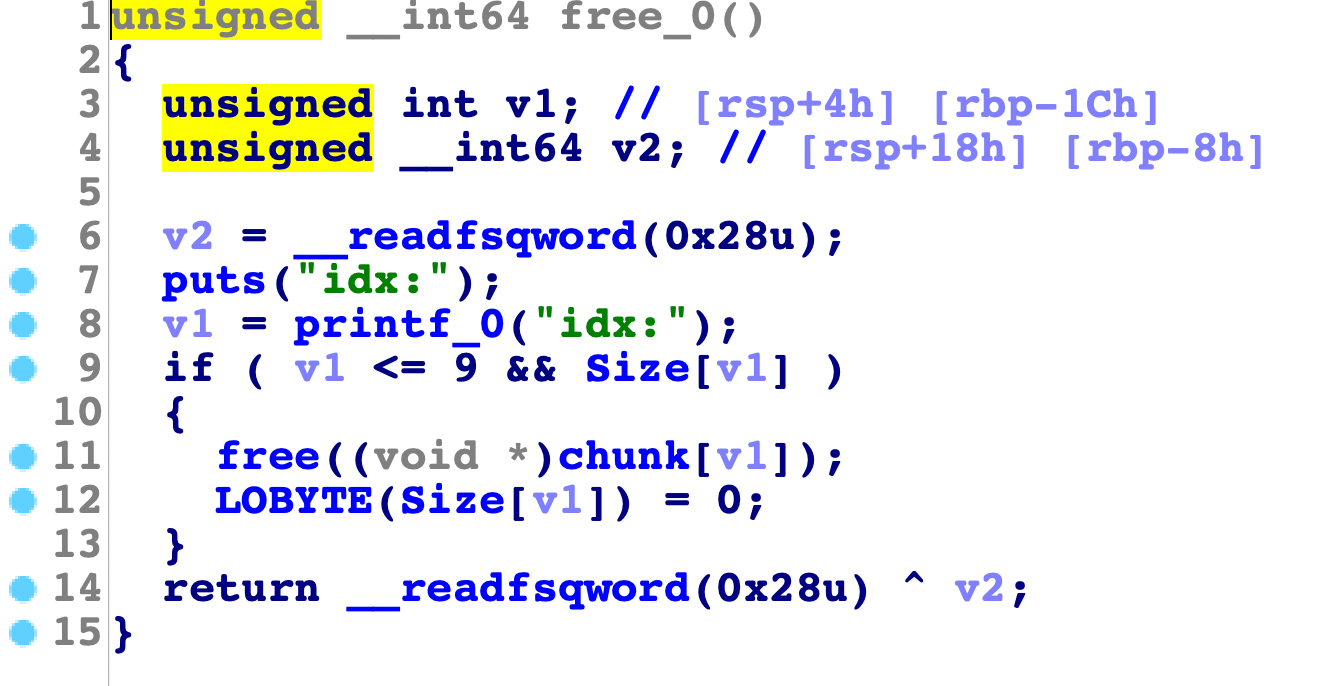 1 unsigned __int64 free_0()
2 {
3   unsigned int v1; // [rsp+4h] [rbp-1Ch]
4   unsigned __int64 v2; // [rsp+18h] [rbp-8h]
5
6   v2 = __readfsqword(0x28u);
7   puts("idx:");
8   v1 = printf_0("idx:");
9   if ( v1 <= 9 && Size[v1] )
10   {
11     free((void *)chunk[v1]);
12     LOBYTE(Size[v1]) = 0;
13   }
14   return __readfsqword(0x28u) ^ v2;
15 }